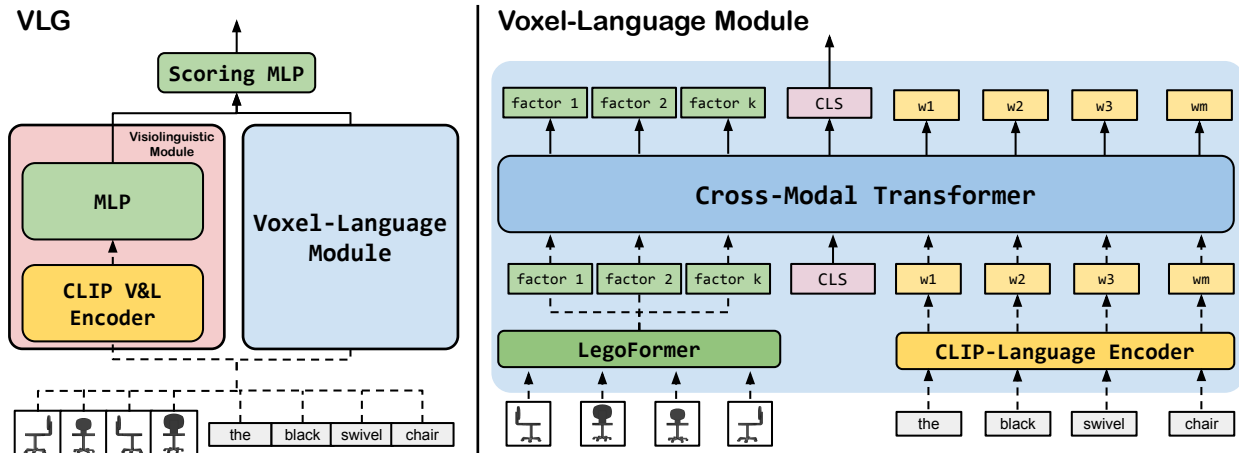 VLG
Scoring MLP
Visiolinguistic
Module
MLP
CLIP V&L
Encoder
Voxel-Language
Module
the black swivel chair
Voxel-Language Module
factor 1 factor 2 factor k CLS w1 w2 w3 wm
Cross-Modal Transformer
factor 1 factor 2 factor k CLS w1 w2 w3 wm
LegoFormer CLIP-Language Encoder
the black swivel chair